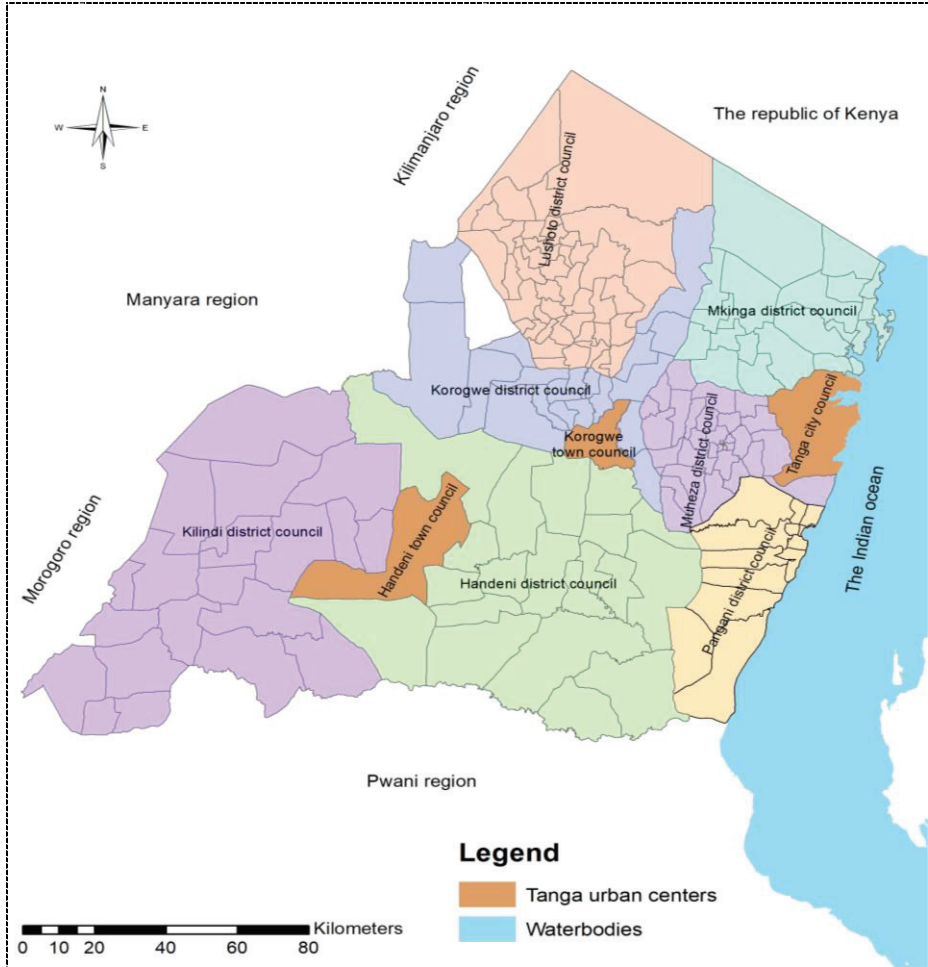 N
W E
S
The republic of Kenya
Kilimanjaro region
Lushoto district council
Manyara region
Mkinga district council
Korogwe district council
Tanga city council
Korogwe
town council
Muheza district council
Morogoro region
Kilindi district council
Handeni town council
Handeni district council
Pangani district council
The Indian ocean
Pwani region
Legend
Tanga urban centers
Waterbodies
Kilometers
0 10 20 40 60 80